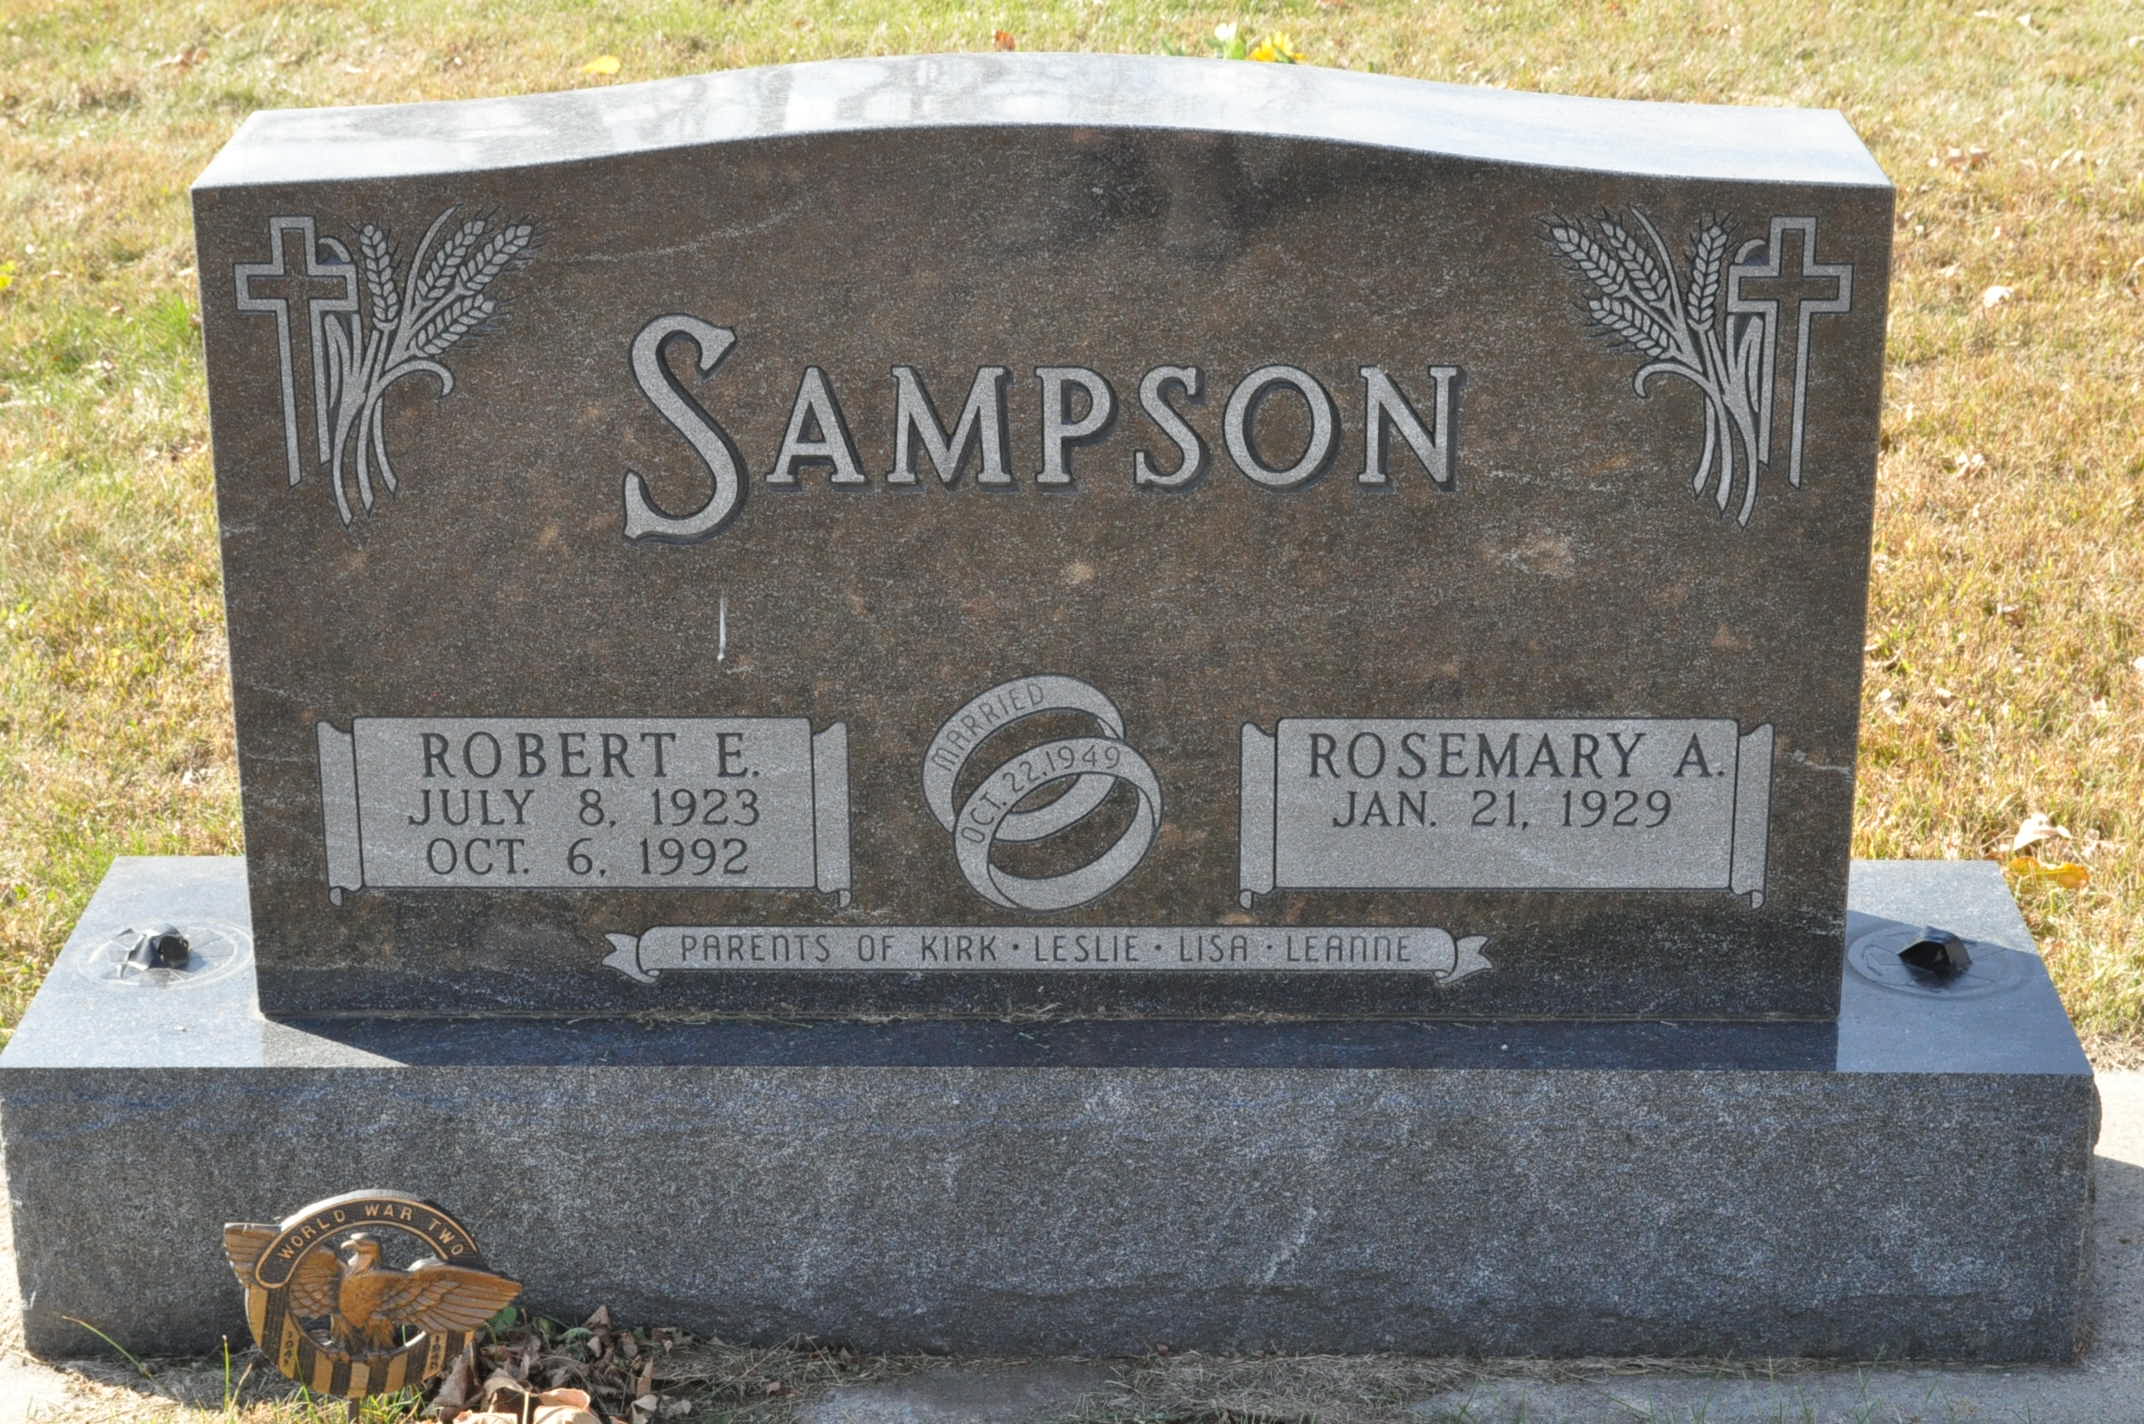 SAMPSON
ROBERT E.
JULY 8, 1923
OCT. 6, 1992
MARRIED
OCT. 22, 1949
ROSEMARY A.
JAN. 21, 1929
PARENTS OF KIRK · LESLIE · LISA · LEANNE
WORLD WAR TWO